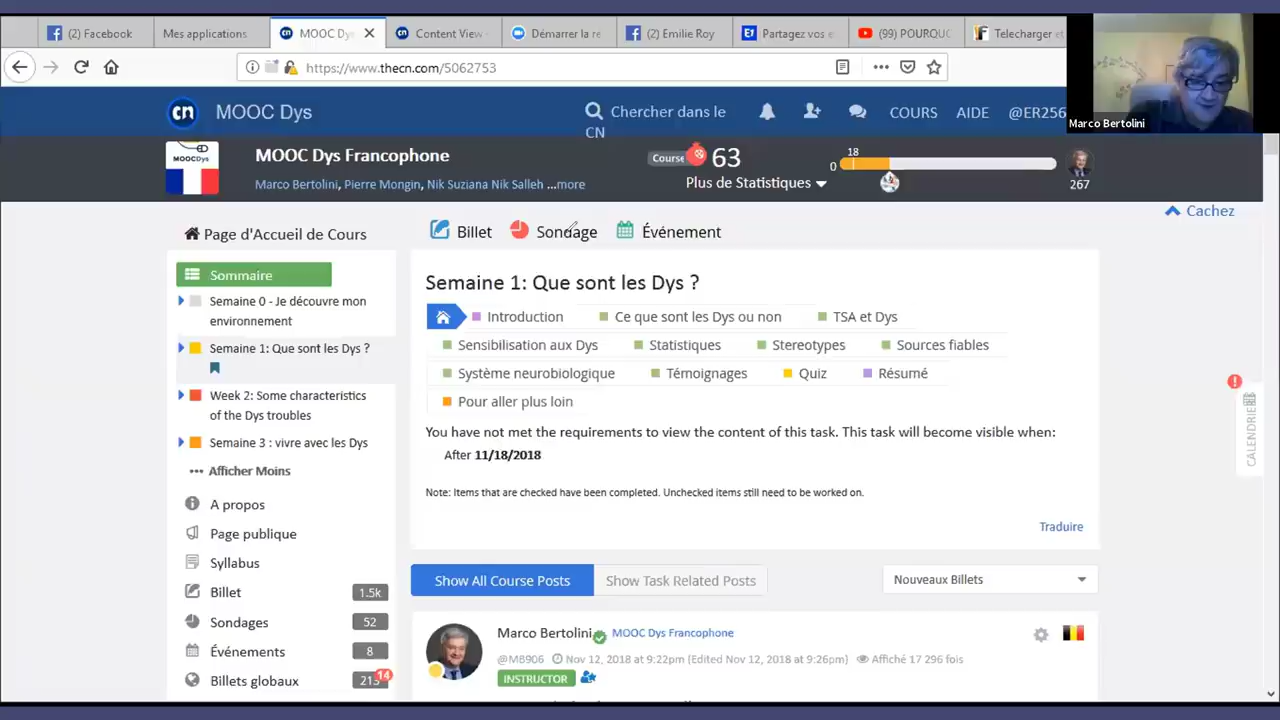 (2) Facebook
Mes applications
MOOC Dy
Content View
Démarrer la re
(2) Emilie Roy
Partagez vos e
(99) POURQU
Telecharger et
https://www.thecn.com/5062753
Marco Bertolini
cn
MOOC Dys
Chercher dans le
CN
COURS
AIDE
@ER256
MOOCDys
MOOC Dys Francophone
Marco Bertolini, Pierre Mongin, Nik Suziana Nik Salleh ...more
Course
63
Plus de Statistiques
0
18
267
Cachez
Page d'Accueil de Cours
Billet
Sondage
Événement
Sommaire
Semaine 0 - Je découvre mon
environnement
Semaine 1: Que sont les Dys ?
Week 2: Some characteristics
of the Dys troubles
Semaine 3 : vivre avec les Dys
••• Afficher Moins
A propos
Page publique
Syllabus
Billet 1.5k
Sondages 52
Événements 8
Billets globaux 213 14
Semaine 1: Que sont les Dys ?
Introduction
Ce que sont les Dys ou non
TSA et Dys
Sensibilisation aux Dys
Statistiques
Stereotypes
Sources fiables
Système neurobiologique
Témoignages
Quiz
Résumé
Pour aller plus loin
You have not met the requirements to view the content of this task. This task will become visible when:
After 11/18/2018
Note: Items that are checked have been completed. Unchecked items still need to be worked on.
Traduire
CALENDRIE
Show All Course Posts
Show Task Related Posts
Nouveaux Billets
Marco Bertolini
MOOC Dys Francophone
@MB906 Nov 12, 2018 at 9:22pm (Edited Nov 12, 2018 at 9:26pm) Affiché 17 296 fois
INSTRUCTOR